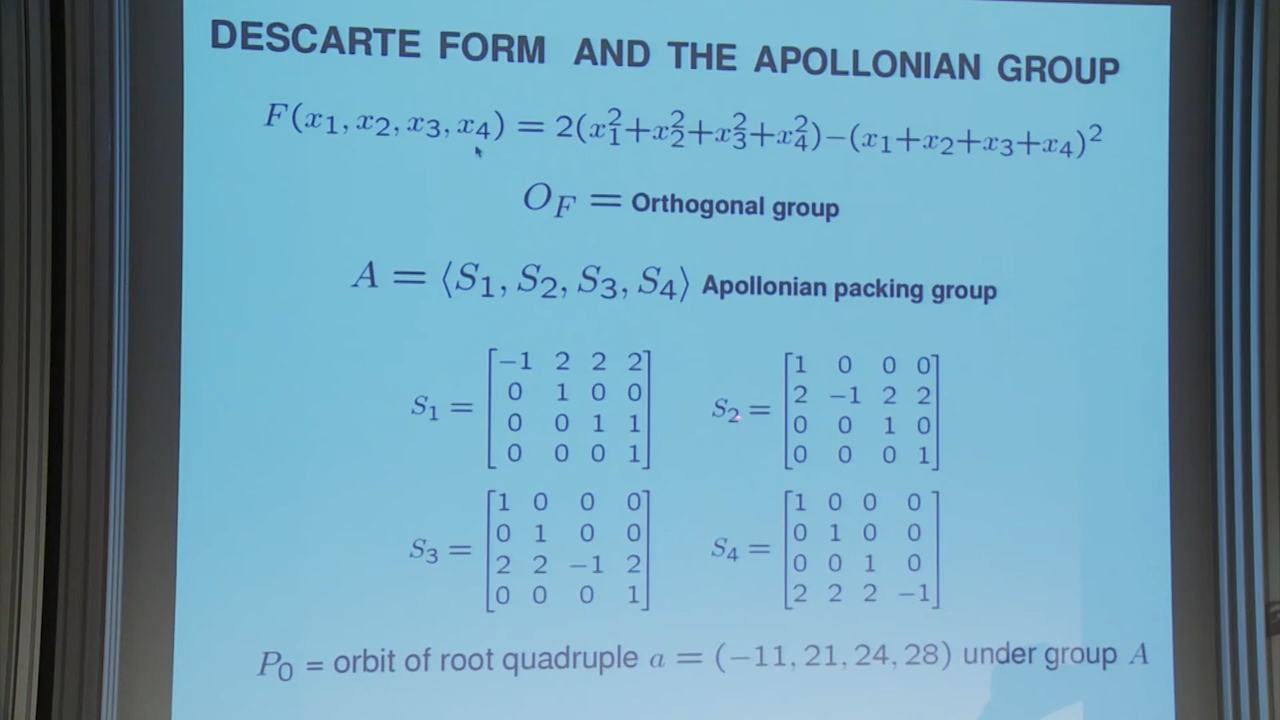 DESCARTE FORM AND THE APOLLONIAN GROUP
F(x₁, x₂, x₃, x₄) = 2(x₁²+x₂²+x₃²+x₄²)−(x₁+x₂+x₃+x₄)²
O_F = Orthogonal group
A = ⟨S₁, S₂, S₃, S₄⟩ Apollonian packing group
S₁ = [−1 2 2 2; 0 1 0 0; 0 0 1 1; 0 0 0 1] S₂ = [1 0 0 0; 2 −1 2 2; 0 0 1 0; 0 0 0 1]
S₃ = [1 0 0 0; 0 1 0 0; 2 2 −1 2; 0 0 0 1] S₄ = [1 0 0 0; 0 1 0 0; 0 0 1 0; 2 2 2 −1]
P₀ = orbit of root quadruple a = (−11, 21, 24, 28) under group A